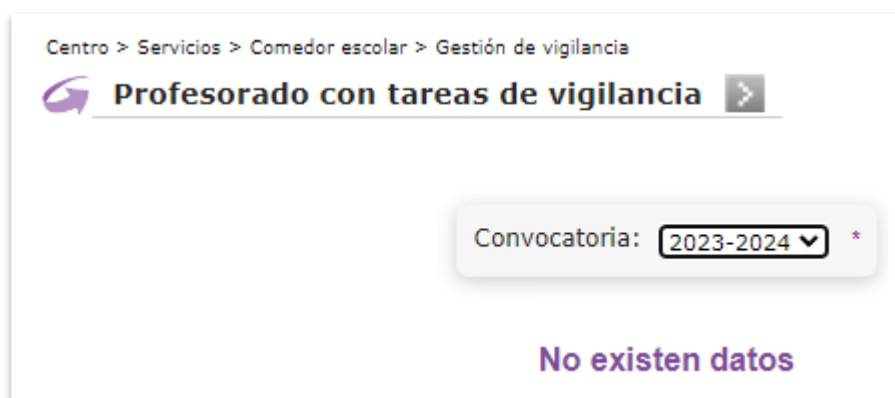 Centro > Servicios > Comedor escolar > Gestión de vigilancia
Profesorado con tareas de vigilancia
Convocatoria: 2023-2024 *
No existen datos